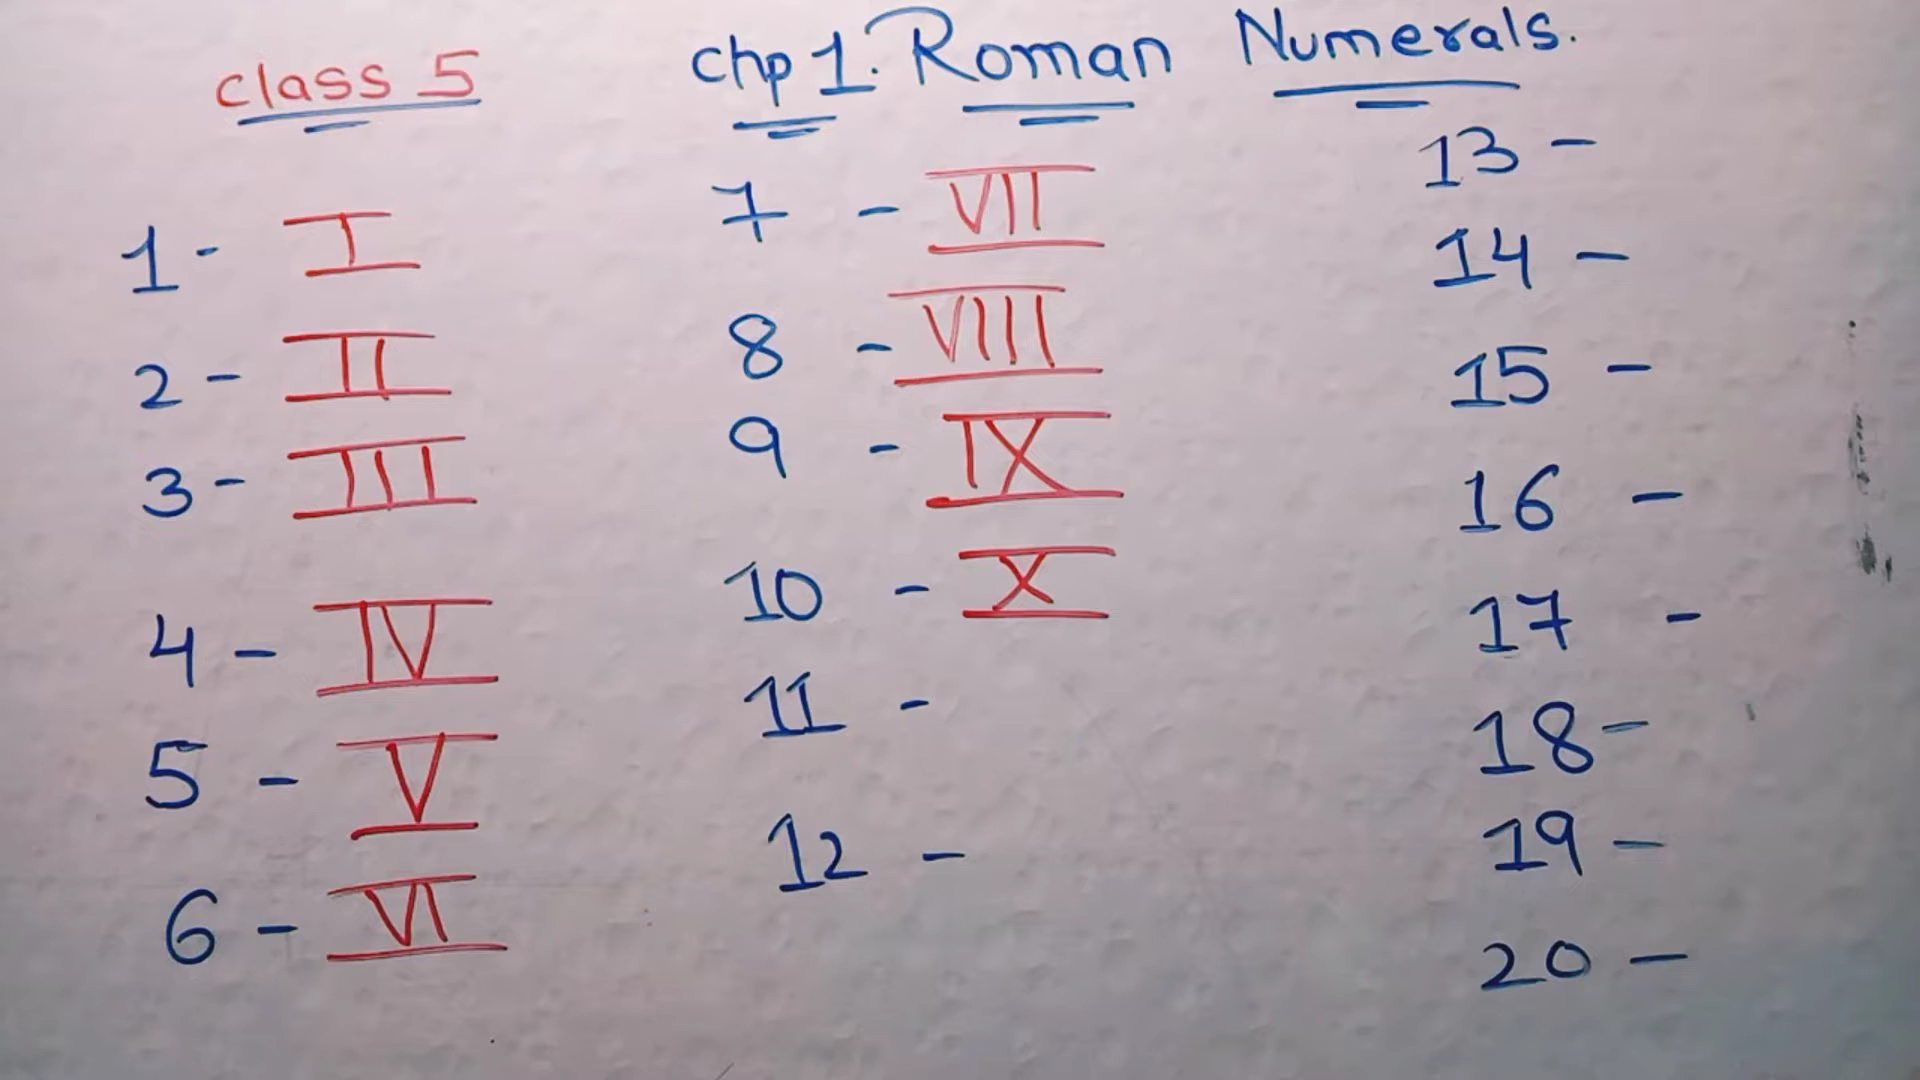 class 5
Chp 1. Roman Numerals.
1- I
2- II
3- III
4- IV
5- V
6- VI
7 - VII
8 - VIII
9 - IX
10 - X
11 -
12 -
13 -
14 -
15 -
16 -
17 -
18 -
19 -
20 -